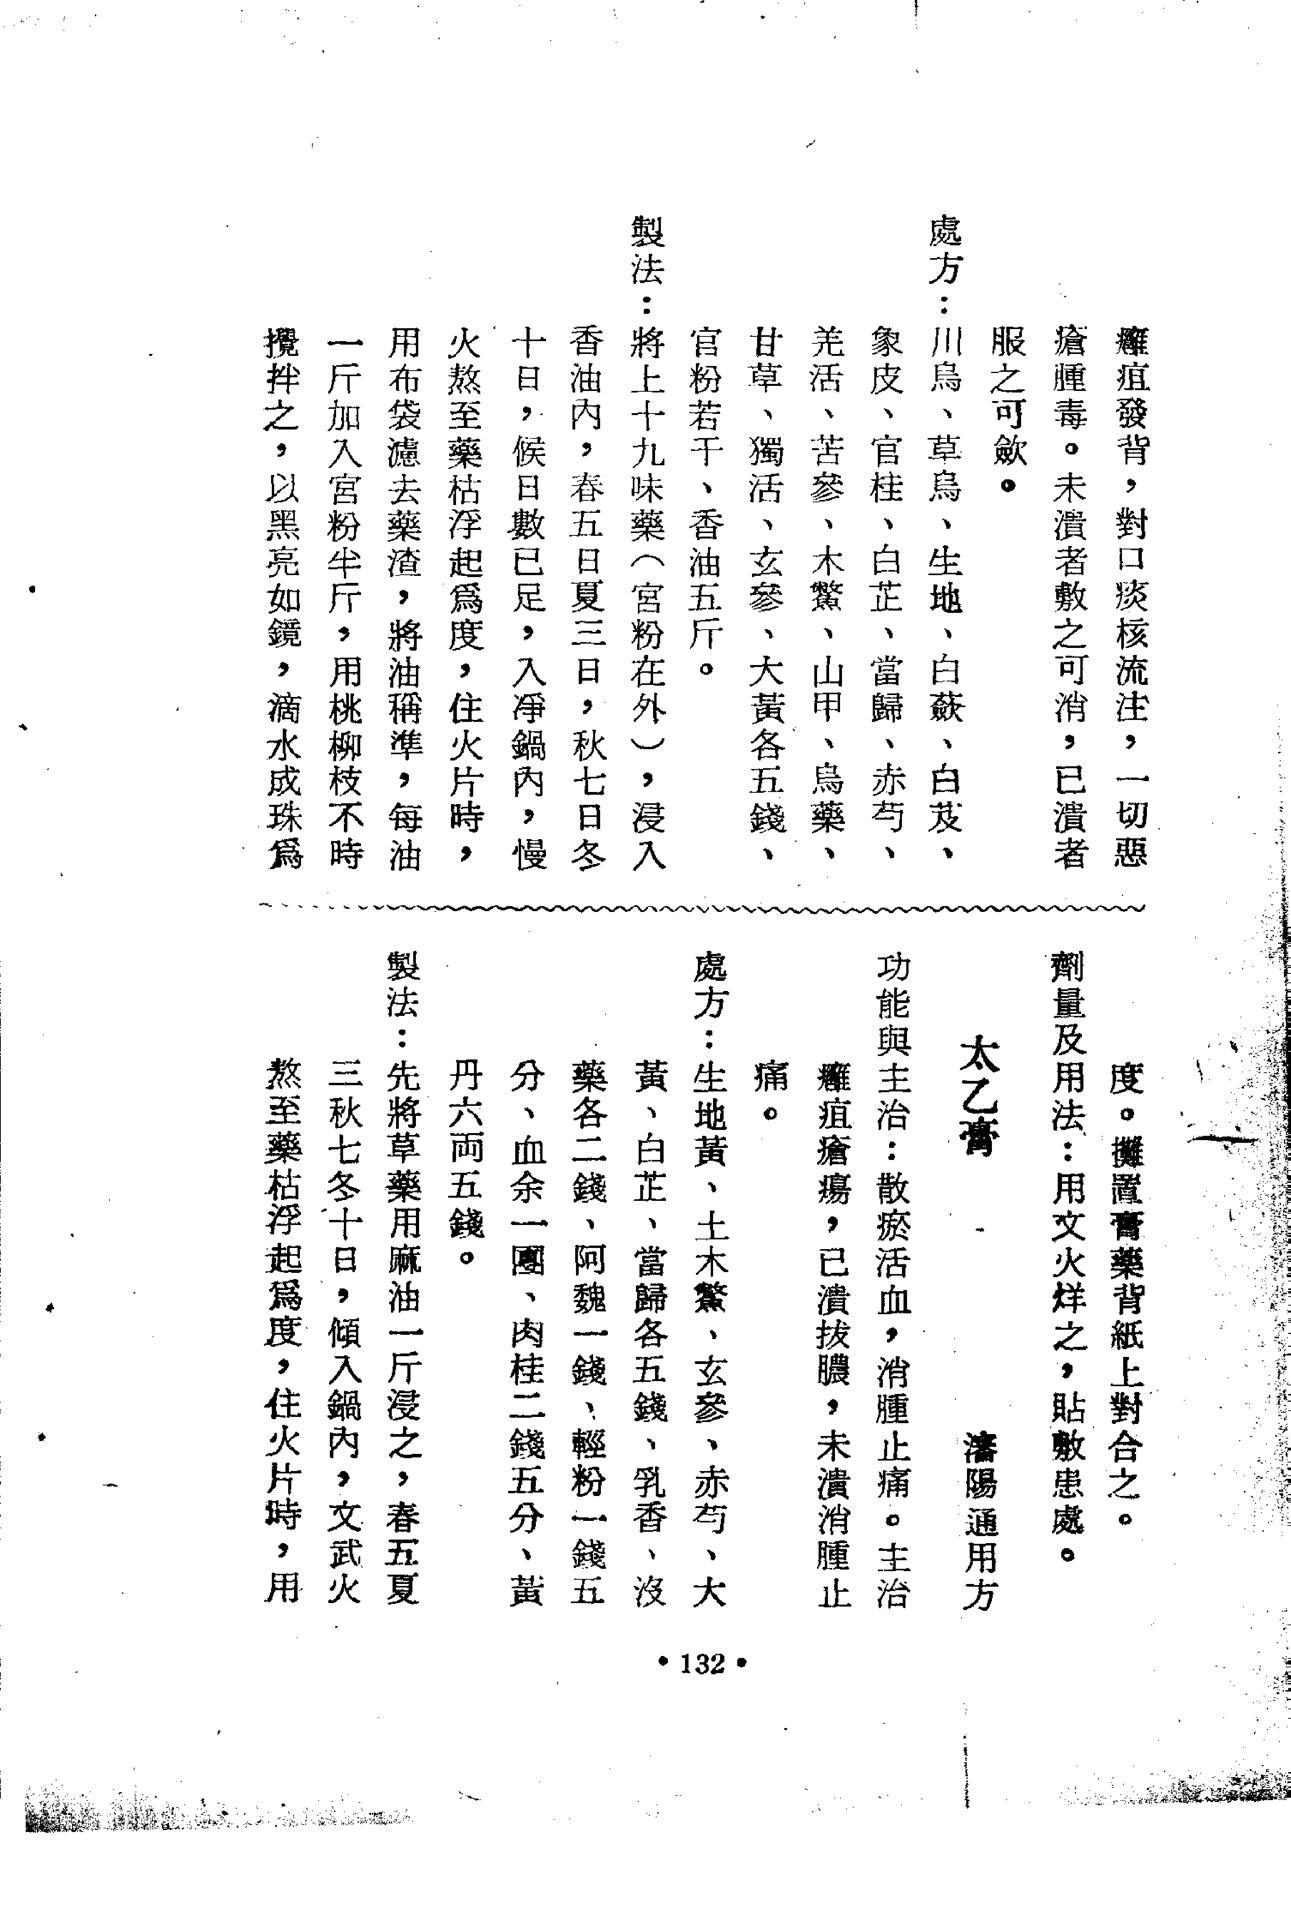 癰疽發背，對口痰核流注，一切惡
瘡腫毒。未潰者敷之可消，已潰者
服之可歛。
處方：川烏、草烏、生地、白蘞、白芨、
象皮、官桂、白芷、當歸、赤芍、
羌活、苦參、木鱉、山甲、烏藥、
甘草、獨活、玄參、大黃各五錢、
官粉若干、香油五斤。
製法：將上十九味藥（宮粉在外），浸入
香油內，春五日夏三日，秋七日冬
十日，候日數已足，入凈鍋內，慢
火熬至藥枯浮起爲度，住火片時，
用布袋濾去藥渣，將油稱準，每油
一斤加入宮粉半斤，用桃柳枝不時
攪拌之，以黑亮如鏡，滴水成珠爲
度。攤置膏藥背紙上對合之。
劑量及用法：用文火烊之，貼敷患處。
太乙膏 瀋陽通用方
功能與主治：散瘀活血，消腫止痛。主治
癰疽瘡瘍，已潰拔膿，未潰消腫止
痛。
處方：生地黃、土木鱉、玄參、赤芍、大
黃、白芷、當歸各五錢、乳香、沒
藥各二錢、阿魏一錢、輕粉一錢五
分、血余一團、肉桂二錢五分、黃
丹六両五錢。
製法：先將草藥用麻油一斤浸之，春五夏
三秋七冬十日，傾入鍋內，文武火
熬至藥枯浮起爲度，住火片時，用
•132•